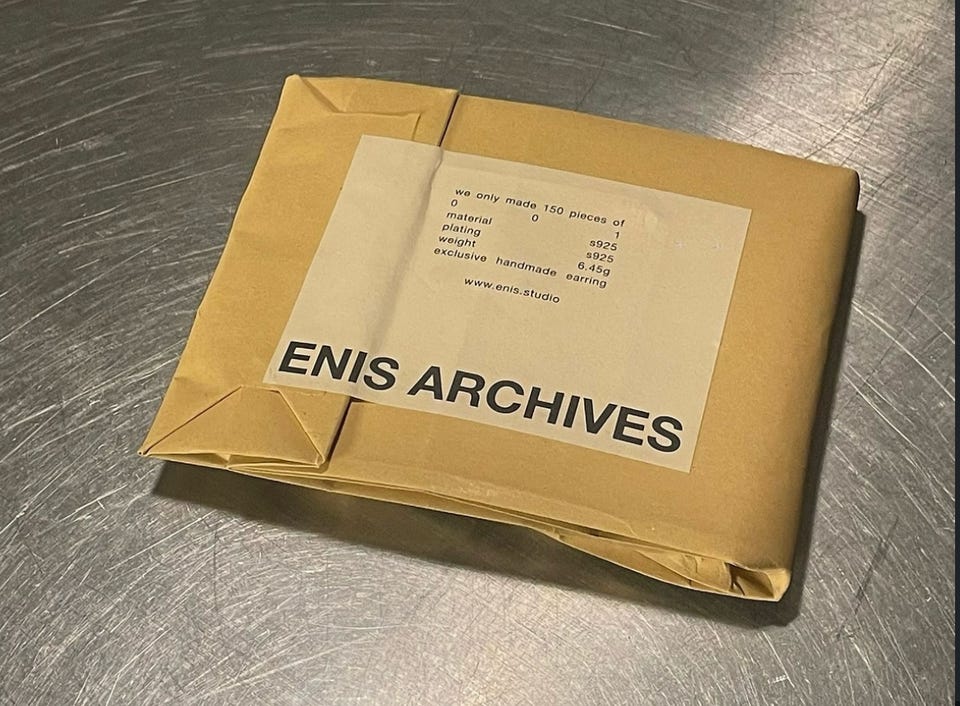 we only made 150 pieces of
0 0 1
material s925
plating s925
weight 6.45g
exclusive handmade earring
www.enis.studio
ENIS ARCHIVES